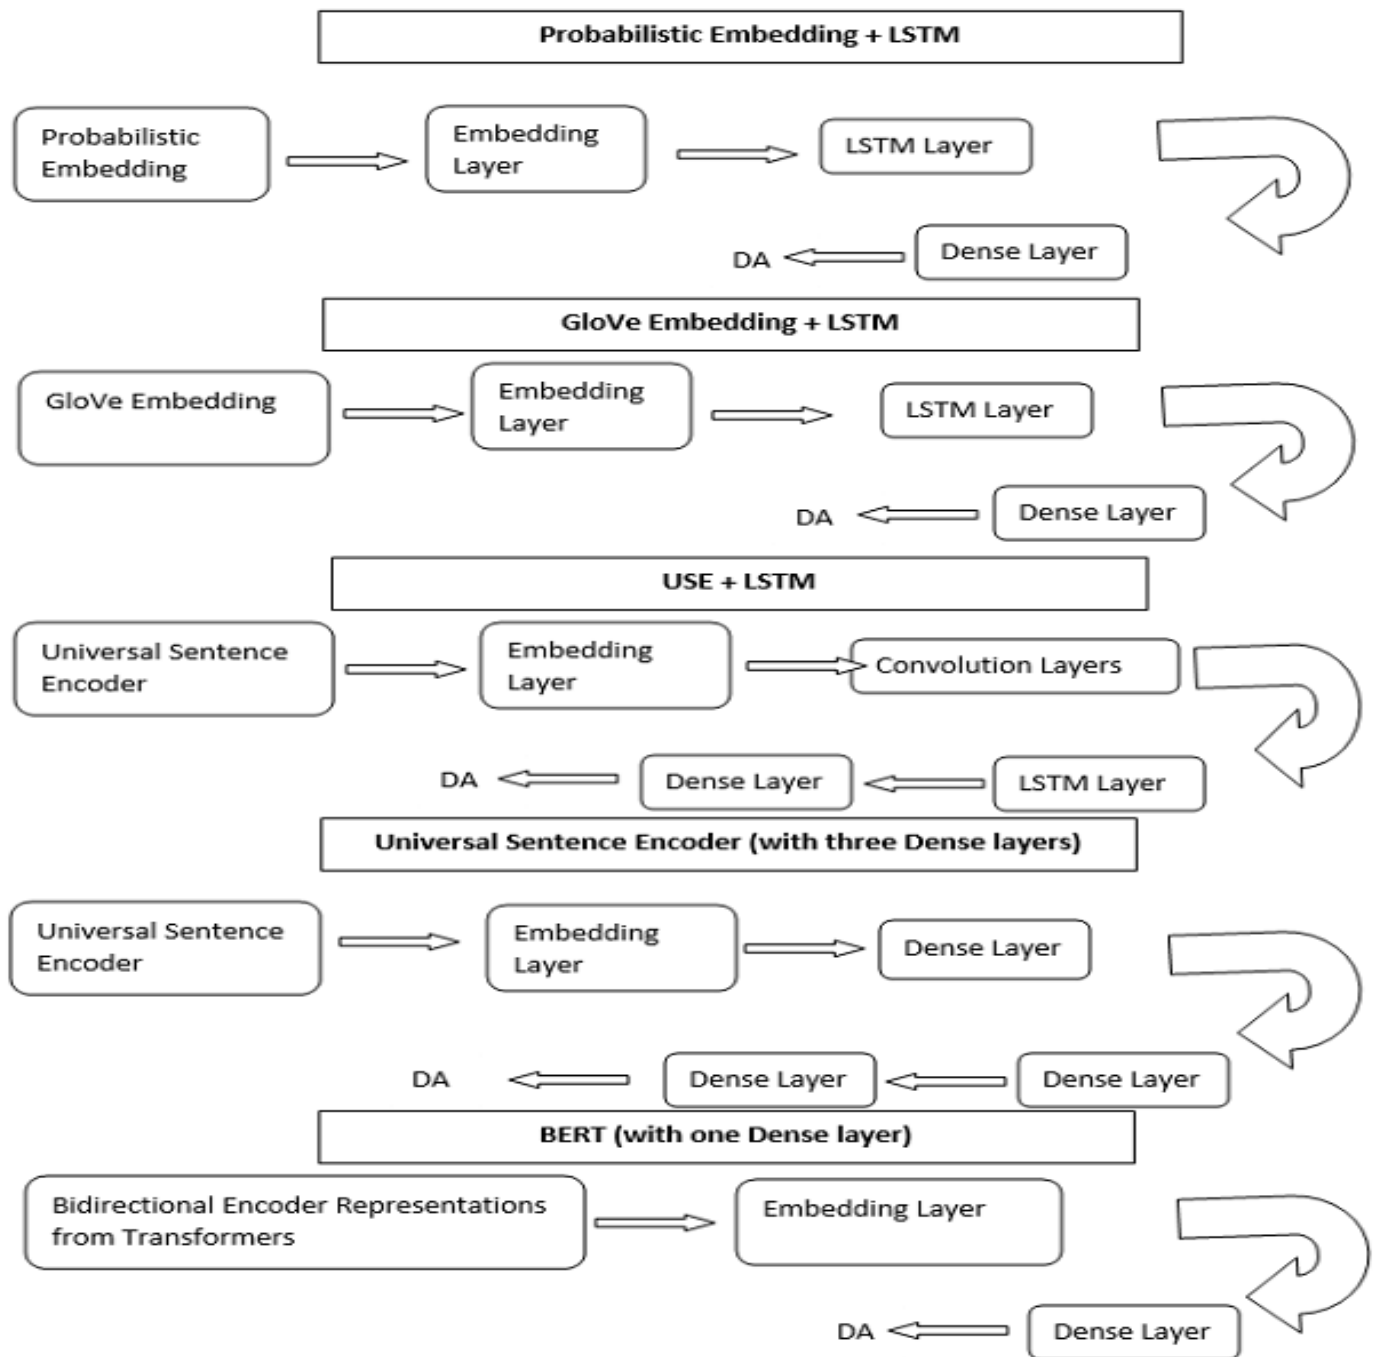 Probabilistic Embedding + LSTM
Probabilistic
Embedding
Embedding
Layer
LSTM Layer
Dense Layer
DA
GloVe Embedding + LSTM
GloVe Embedding
Embedding
Layer
LSTM Layer
Dense Layer
DA
USE + LSTM
Universal Sentence
Encoder
Embedding
Layer
Convolution Layers
LSTM Layer
Dense Layer
DA
Universal Sentence Encoder (with three Dense layers)
Universal Sentence
Encoder
Embedding
Layer
Dense Layer
Dense Layer
Dense Layer
DA
BERT (with one Dense layer)
Bidirectional Encoder Representations
from Transformers
Embedding Layer
Dense Layer
DA